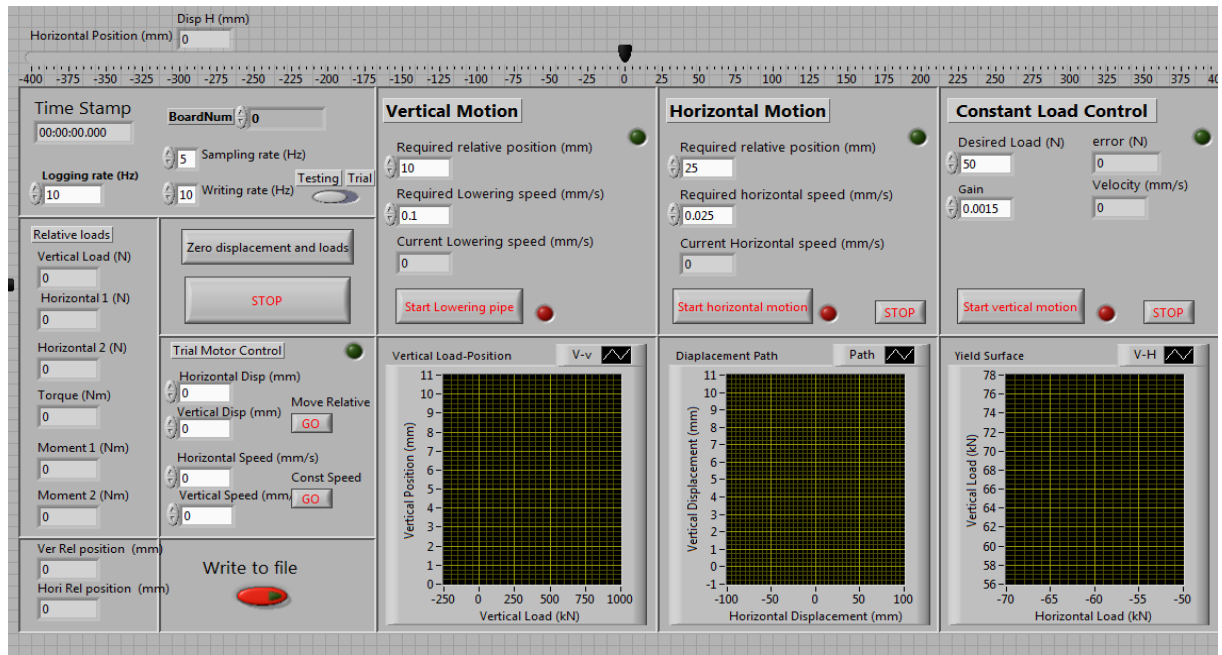 Disp H (mm)
Horizontal Position (mm) 0
-400 -375 -350 -325 -300 -275 -250 -225 -200 -175 -150 -125 -100 -75 -50 -25 0 25 50 75 100 125 150 175 200 225 250 275 300 325 350 375
Time Stamp
00:00:00.000
BoardNum 0
5 Sampling rate (Hz)
Logging rate (Hz)
10
10 Writing rate (Hz)
Testing Trial
Relative loads
Vertical Load (N)
0
Horizontal 1 (N)
0
Horizontal 2 (N)
0
Torque (Nm)
0
Moment 1 (Nm)
0
Moment 2 (Nm)
0
Ver Rel position (mm)
0
Hori Rel position (mm)
0
Zero displacement and loads
STOP
Trial Motor Control
Horizontal Disp (mm)
0
Vertical Disp (mm)
0
Move Relative
GO
Horizontal Speed (mm/s)
0
Vertical Speed (mm/
0
Const Speed
GO
Write to file
Vertical Motion
Required relative position (mm)
10
Required Lowering speed (mm/s)
0.1
Current Lowering speed (mm/s)
0
Start Lowering pipe
Horizontal Motion
Required relative position (mm)
25
Required horizontal speed (mm/s)
0.025
Current Horizontal speed (mm/s)
0
Start horizontal motion
STOP
Constant Load Control
Desired Load (N)
50
error (N)
0
Gain
0.0015
Velocity (mm/s)
0
Start vertical motion
STOP
Vertical Load-Position
V-v
Vertical Position (mm)
11
10
9
8
7
6
5
4
3
2
1
0
-250 0 250 500 750 1000
Vertical Load (kN)
Diaplacement Path
Path
Vertical Displacement (mm)
11
10
9
8
7
6
5
4
3
2
1
0
-1
-100 -50 0 50 100
Horizontal Displacement (mm)
Yield Surface
V-H
Vertical Load (kN)
78
76
74
72
70
68
66
64
62
60
58
56
-70 -65 -60 -55 -50
Horizontal Load (kN)